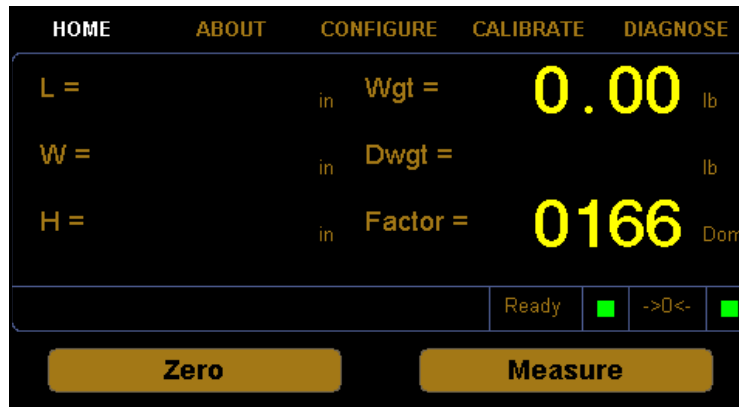 HOME ABOUT CONFIGURE CALIBRATE DIAGNOSE
L = in Wgt = 0.00 lb
W = in Dwgt = lb
H = in Factor = 0166 Dom
Ready ->0<-
Zero Measure